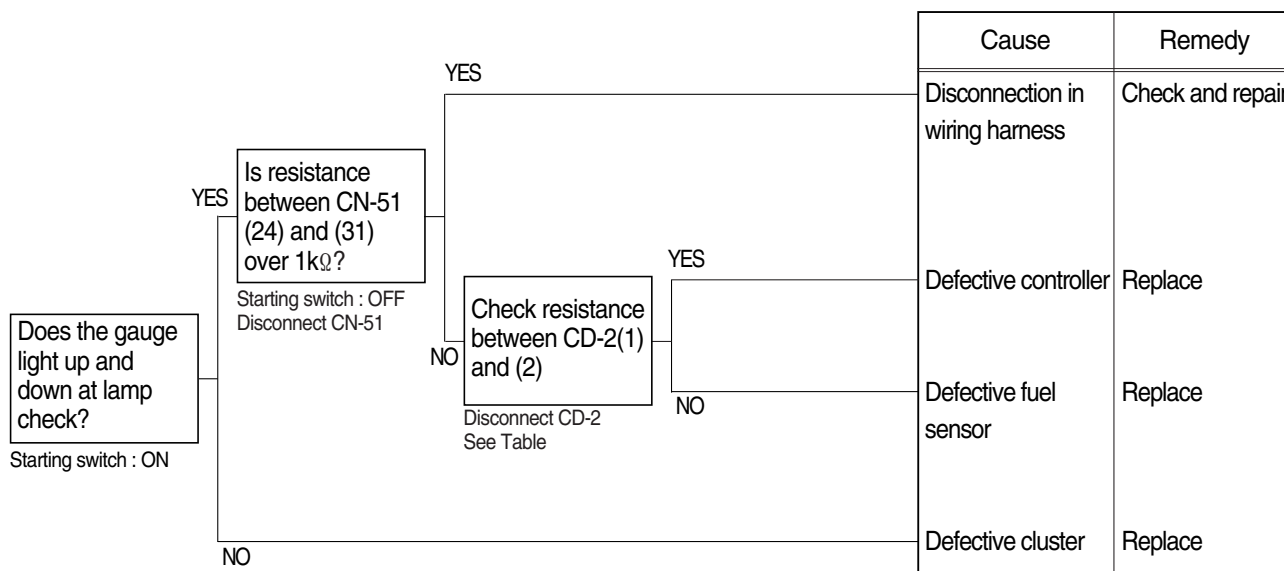 Cause
Remedy
YES
Disconnection in
wiring harness
Check and repair
Is resistance
between CN-51
(24) and (31)
over 1kΩ?
YES
Starting switch : OFF
Disconnect CN-51
YES
Defective controller
Replace
Check resistance
between CD-2(1)
and (2)
NO
Does the gauge
light up and
down at lamp
check?
Disconnect CD-2
See Table
NO
Defective fuel
sensor
Replace
Starting switch : ON
NO
Defective cluster
Replace